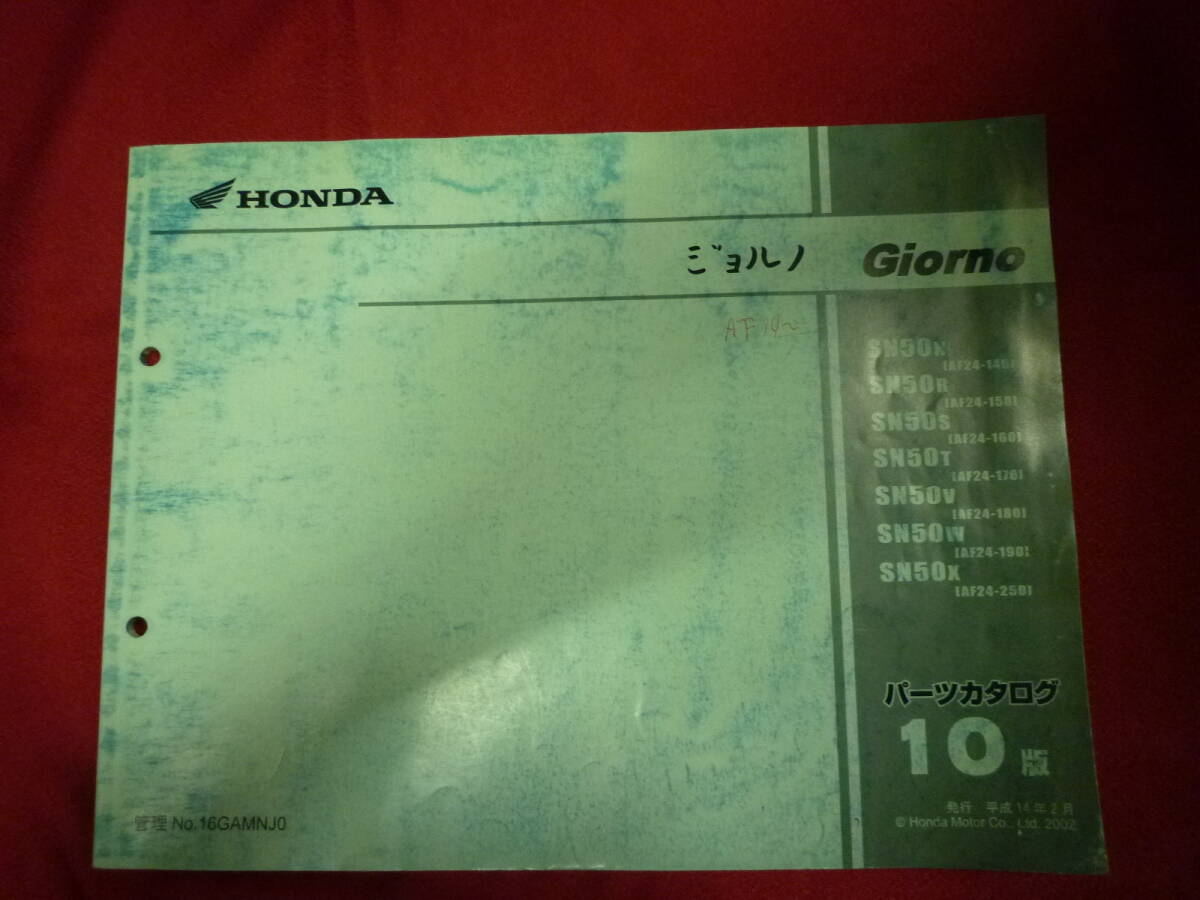 HONDA
ジョルノ Giorno
AF14~
SN50N
[AF24-140]
SN50R
[AF24-150]
SN50S
[AF24-160]
SN50T
[AF24-170]
SN50V
[AF24-180]
SN50W
[AF24-190]
SN50X
[AF24-250]
パーツカタログ
10版
発行 平成14年2月
© Honda Motor Co., Ltd. 2002
管理 No.16GAMNJ0